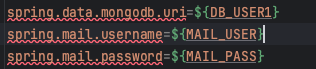 spring.data.mongodb.uri=${DB_USER1}
spring.mail.username=${MAIL_USER}
spring.mail.password=${MAIL_PASS}